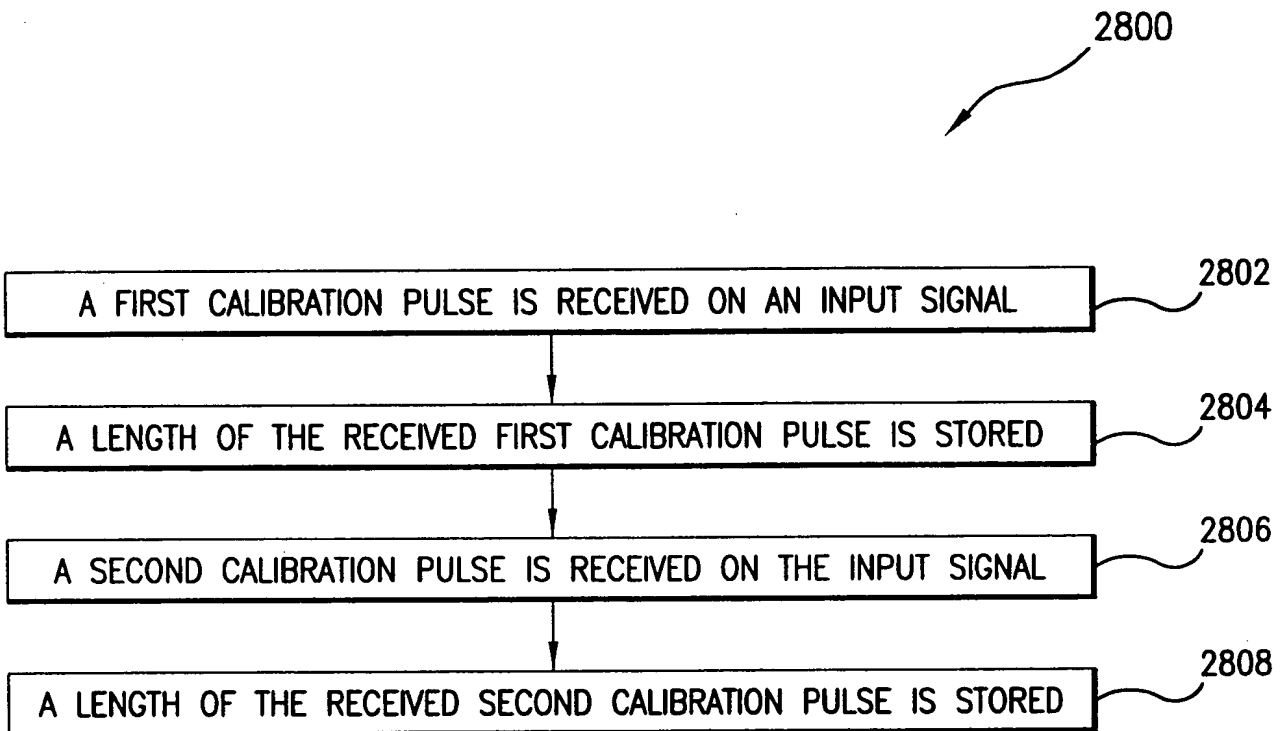 2800
A FIRST CALIBRATION PULSE IS RECEIVED ON AN INPUT SIGNAL
2802
A LENGTH OF THE RECEIVED FIRST CALIBRATION PULSE IS STORED
2804
A SECOND CALIBRATION PULSE IS RECEIVED ON THE INPUT SIGNAL
2806
A LENGTH OF THE RECEIVED SECOND CALIBRATION PULSE IS STORED
2808